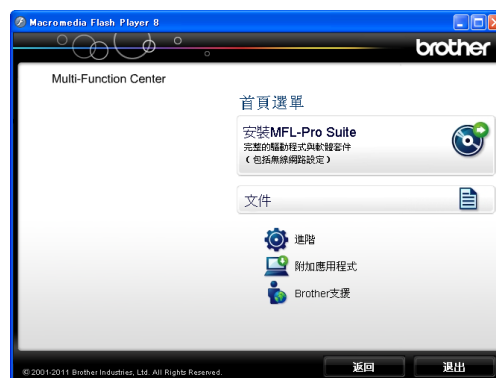 Macromedia Flash Player 8
brother
Multi-Function Center
首頁選單
安裝MFL-Pro Suite
完整的驅動程式與軟體套件
（包括無線網路設定）
文件
進階
附加應用程式
Brother支援
© 2001-2011 Brother Industries, Ltd. All Rights Reserved.
返回
退出